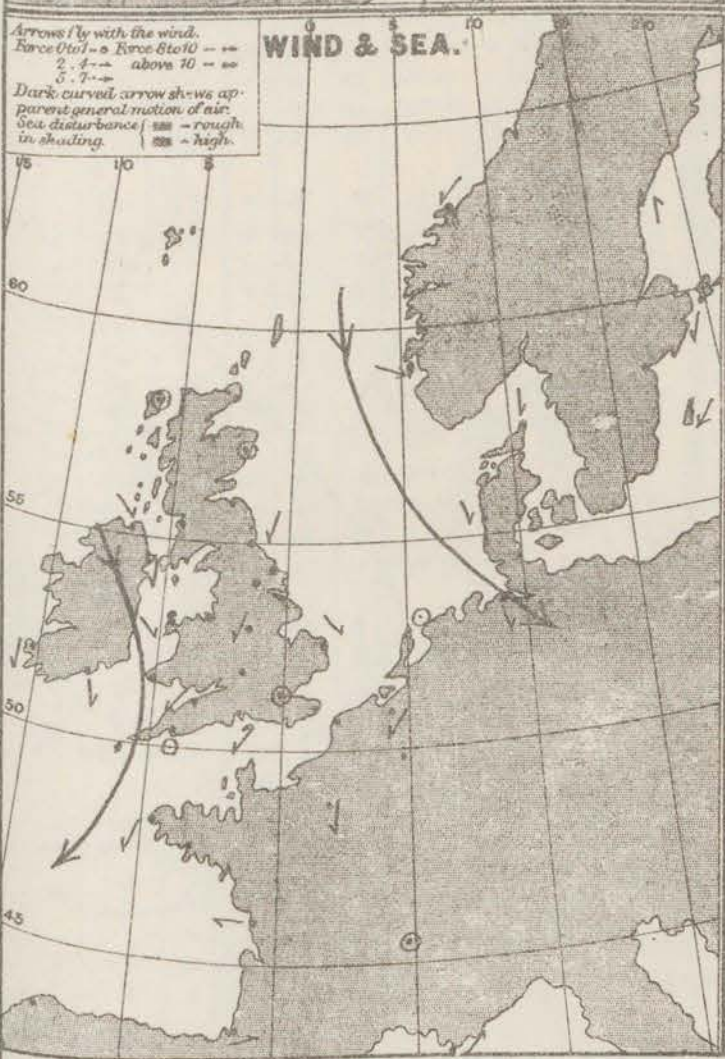 WIND & SEA.
Arrows fly with the wind.
Force 0 to 1 - Force 8 to 10 -
2 . 4 - above 10 -
5 . 7 -
Dark curved arrow shows ap-
parent general motion of air.
Sea disturbance - rough.
in shading. - high.
0 5 10 15 20
15 10 5
60
55
50
45